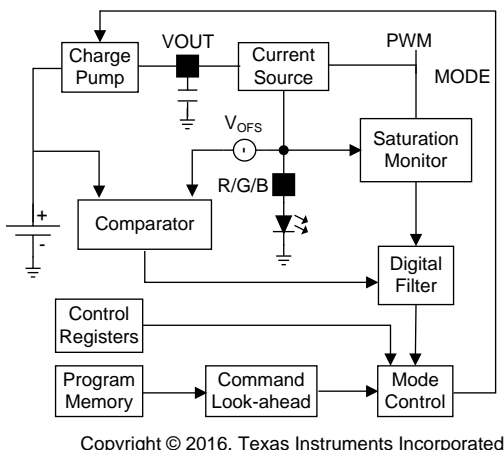 VOUT
PWM
Charge
Pump
Current
Source
MODE
V_OFS
Saturation
Monitor
R/G/B
+
-
Comparator
Digital
Filter
Control
Registers
Program
Memory
Command
Look-ahead
Mode
Control
Copyright © 2016, Texas Instruments Incorporated